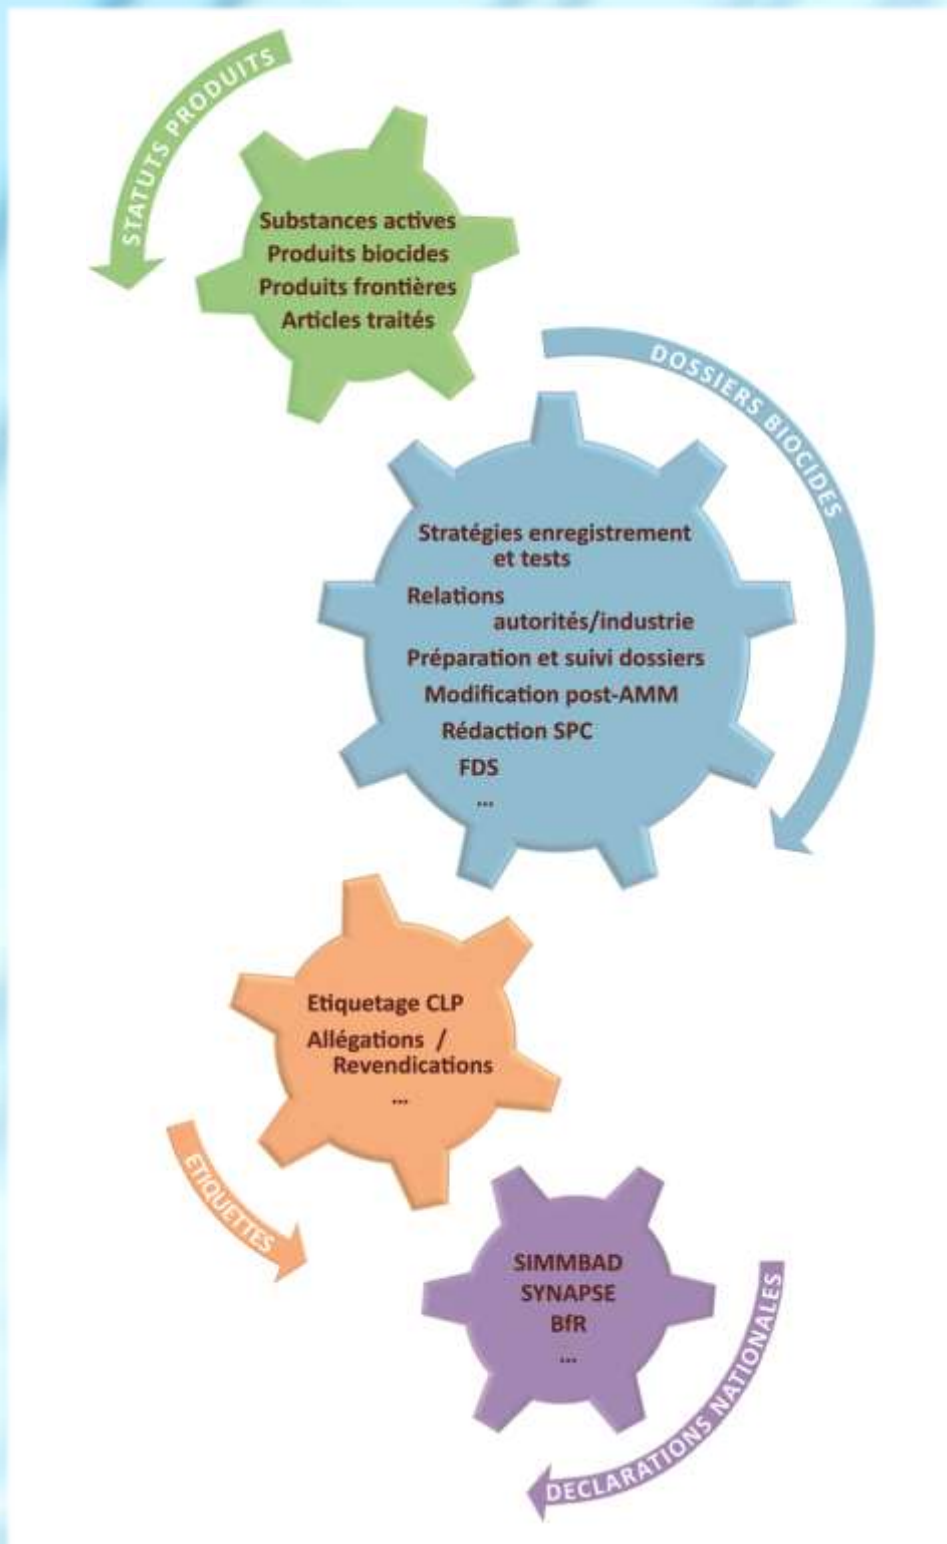 STATUTS PRODUITS
Substances actives
Produits biocides
Produits frontières
Articles traités
DOSSIERS BIOCIDES
Stratégies enregistrement
et tests
Relations
autorités/industrie
Préparation et suivi dossiers
Modification post-AMM
Rédaction SPC
FDS
...
Etiquetage CLP
Allégations /
Revendications
...
ETIQUETTES
SIMMBAD
SYNAPSE
BfR
...
DECLARATIONS NATIONALES